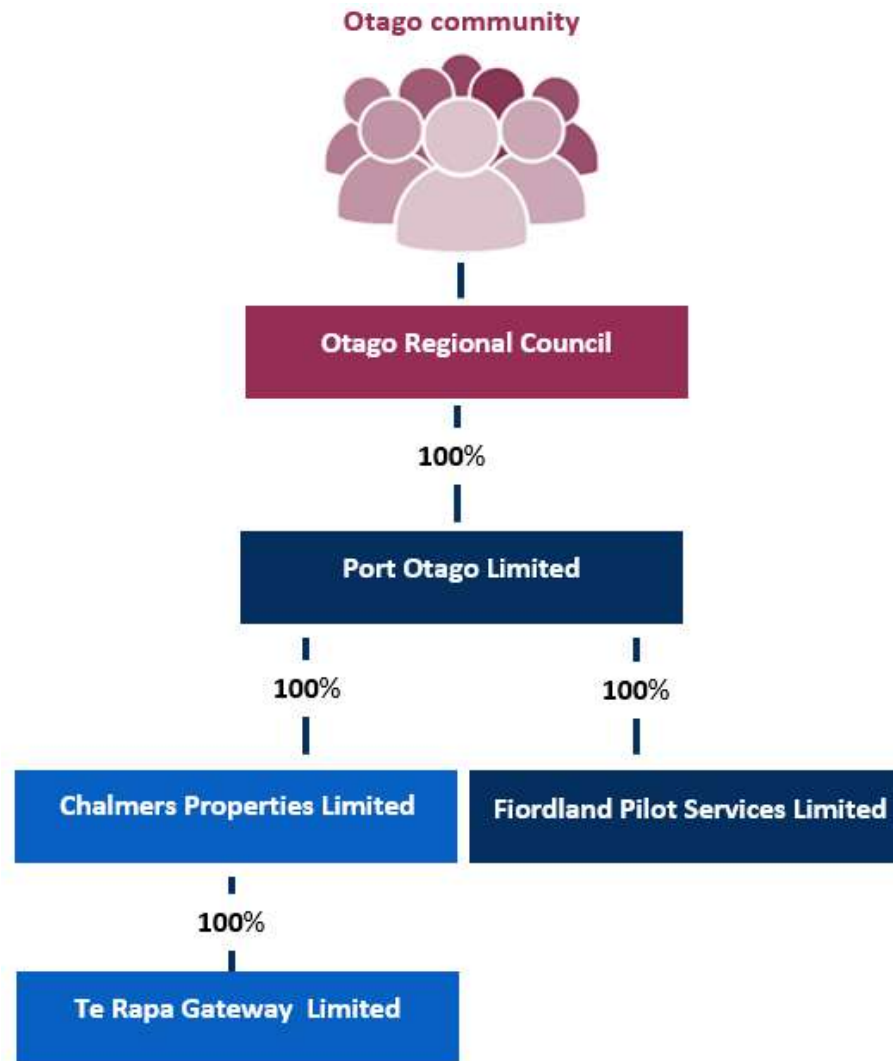 Otago community
Otago Regional Council
100%
Port Otago Limited
100%
100%
Chalmers Properties Limited
Fiordland Pilot Services Limited
100%
Te Rapa Gateway  Limited